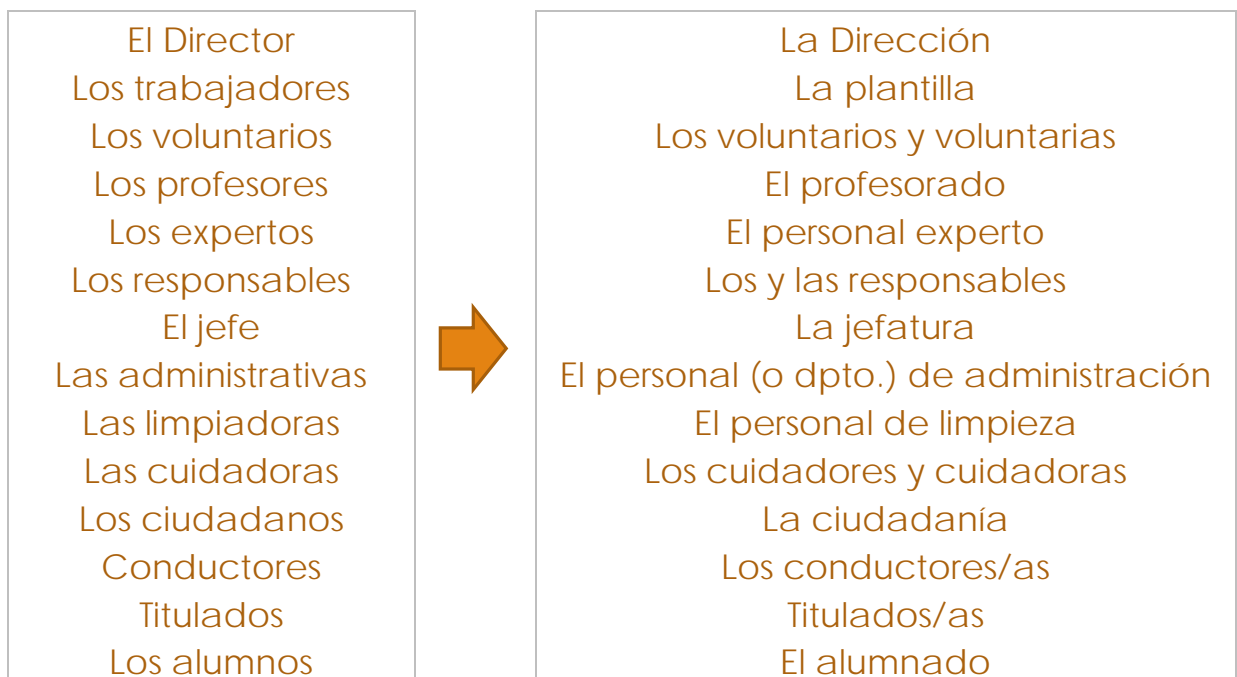 El Director
Los trabajadores
Los voluntarios
Los profesores
Los expertos
Los responsables
El jefe
Las administrativas
Las limpiadoras
Las cuidadoras
Los ciudadanos
Conductores
Titulados
Los alumnos
La Dirección
La plantilla
Los voluntarios y voluntarias
El profesorado
El personal experto
Los y las responsables
La jefatura
El personal (o dpto.) de administración
El personal de limpieza
Los cuidadores y cuidadoras
La ciudadanía
Los conductores/as
Titulados/as
El alumnado